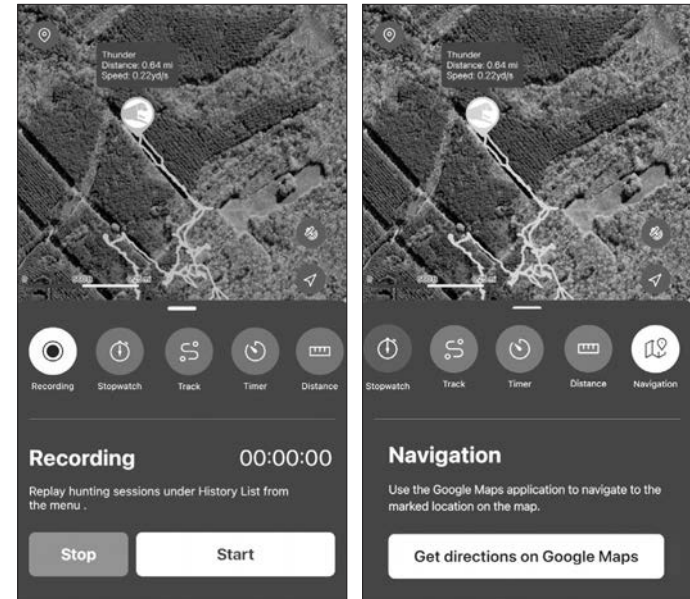 Thunder
Distance: 0.64 mi
Speed: 0.22yd/s
Recording
Stopwatch
Track
Timer
Distance
Recording
00:00:00
Replay hunting sessions under History List from
the menu .
Stop
Start
Thunder
Distance: 0.64 mi
Speed: 0.22yd/s
Stopwatch
Track
Timer
Distance
Navigation
Navigation
Use the Google Maps application to navigate to the
marked location on the map.
Get directions on Google Maps